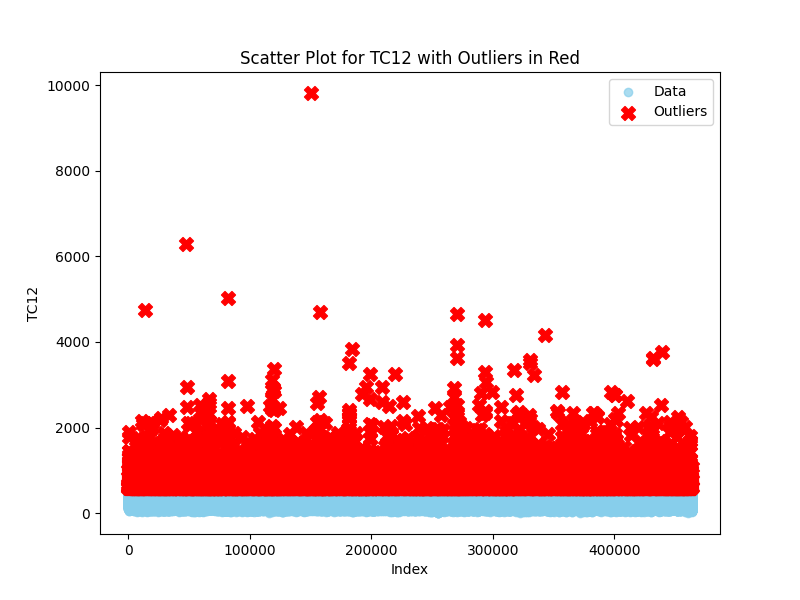 Scatter Plot for TC12 with Outliers in Red
Data
Outliers
10000
8000
6000
4000
2000
0
TC12
0
100000
200000
300000
400000
Index